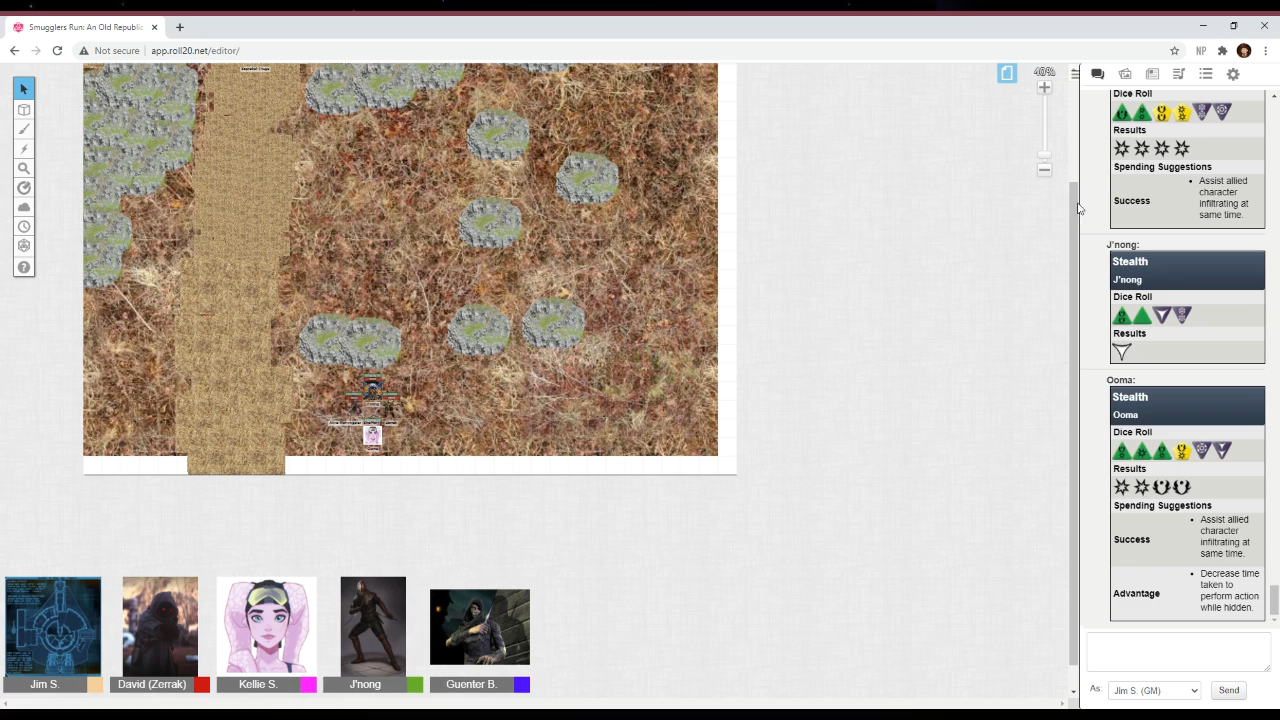 Smugglers Run: An Old Republic
Not secure
app.roll20.net/editor/
NP
40%
Dice Roll
Results
Spending Suggestions
Success
• Assist allied
character
infiltrating at
same time.
J'nong:
Stealth
J'nong
Dice Roll
Results
Ooma:
Stealth
Ooma
Dice Roll
Results
Spending Suggestions
Success
• Assist allied
character
infiltrating at
same time.
Advantage
• Decrease time
taken to
perform action
while hidden.
As:
Jim S. (GM)
Send
Ooma
Jim S.
David (Zerrak)
Kellie S.
J'nong
Guenter B.